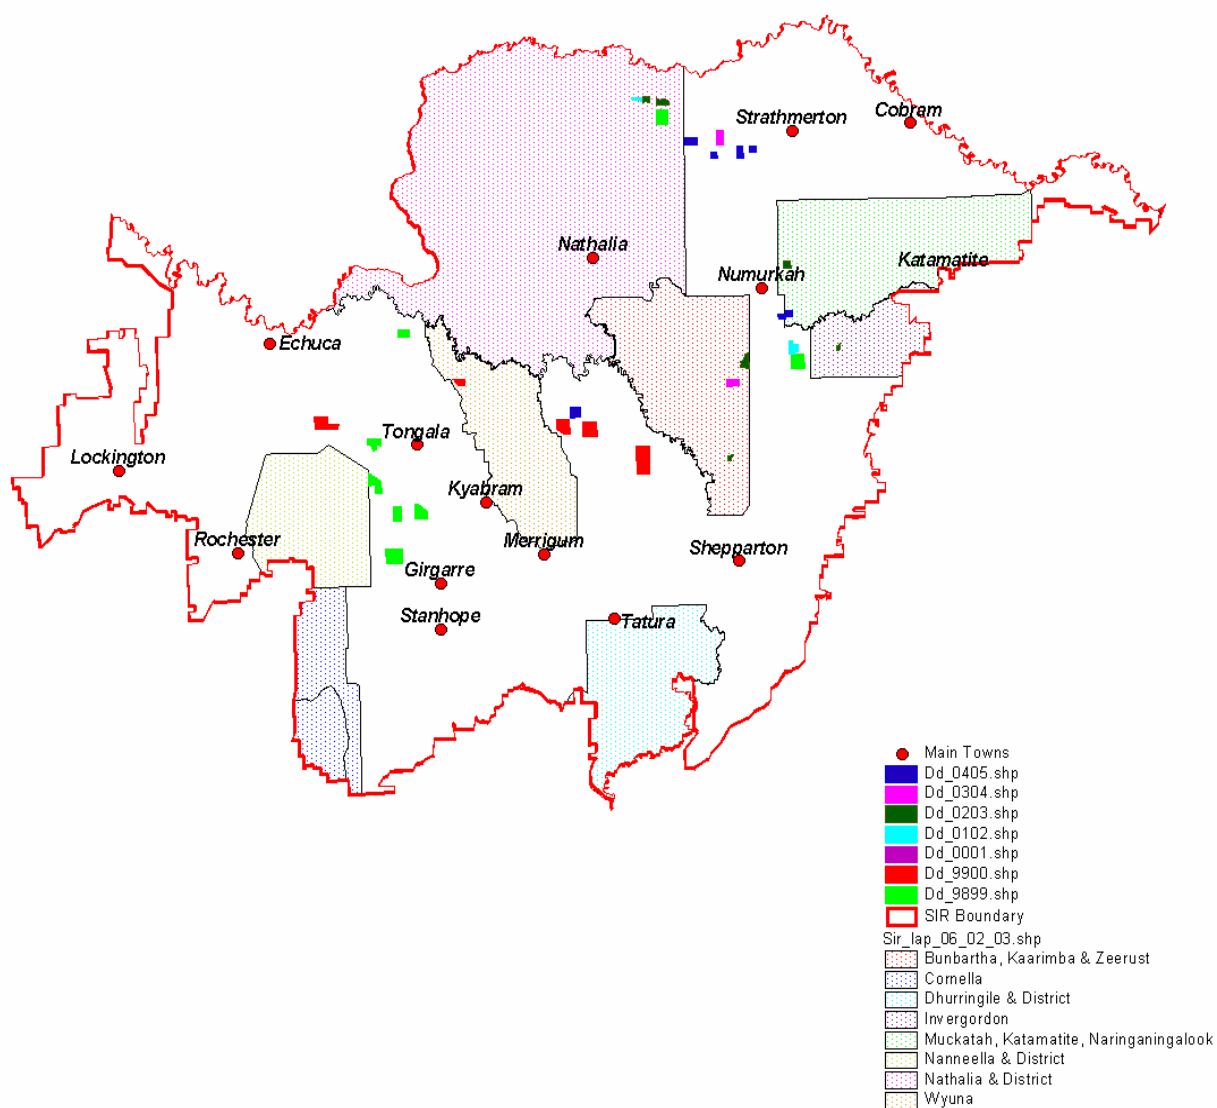 Strathmerton
Cobram
Nathalia
Katamatite
Numurkah
Echuca
Tongala
Lockington
Kyabram
Rochester
Merrigum
Shepparton
Girgarre
Stanhope
Tatura
Main Towns
Dd_0405.shp
Dd_0304.shp
Dd_0203.shp
Dd_0102.shp
Dd_0001.shp
Dd_9900.shp
Dd_9899.shp
SIR Boundary
Sir_lap_06_02_03.shp
Bunbartha, Kaarimba & Zeerust
Cornella
Dhurringile & District
Invergordon
Muckatah, Katamatite, Naringaningalook
Nanneella & District
Nathalia & District
Wyuna